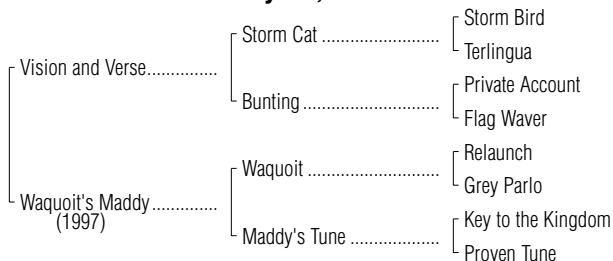 Storm Bird
Storm Cat ..........................
Terlingua
Vision and Verse...............
Private Account
Bunting ..............................
Flag Waver
Relaunch
Waquoit .............................
Grey Parlo
Waquoit's Maddy ..............
(1997)
Key to the Kingdom
Maddy's Tune ....................
Proven Tune